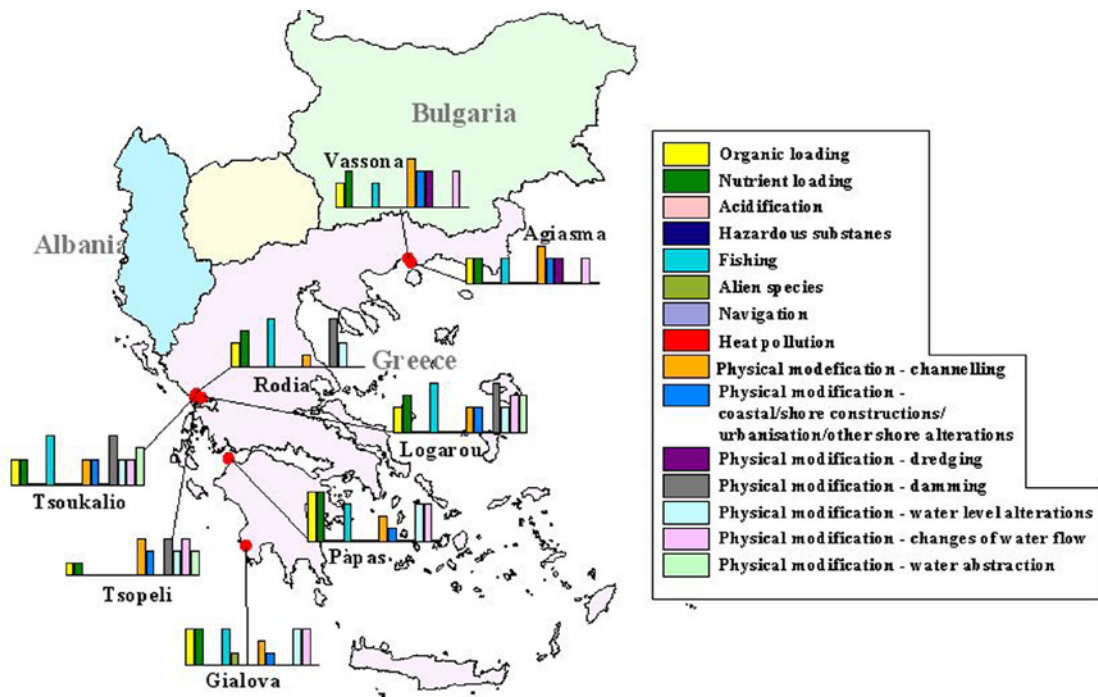 Bulgaria
Vassona
Albania
Agiasma
Greece
Rodia
Logarou
Tsoukalio
Pàpas
Tsopeli
Gialova
Organic loading
Nutrient loading
Acidification
Hazardous substanes
Fishing
Alien species
Navigation
Heat pollution
Physical modefication - channelling
Physical modification -
coastal/shore constructions/
urbanisation/other shore alterations
Physical modification - dredging
Physical modification - damming
Physical modification - water level alterations
Physical modification - changes of water flow
Physical modification - water abstraction